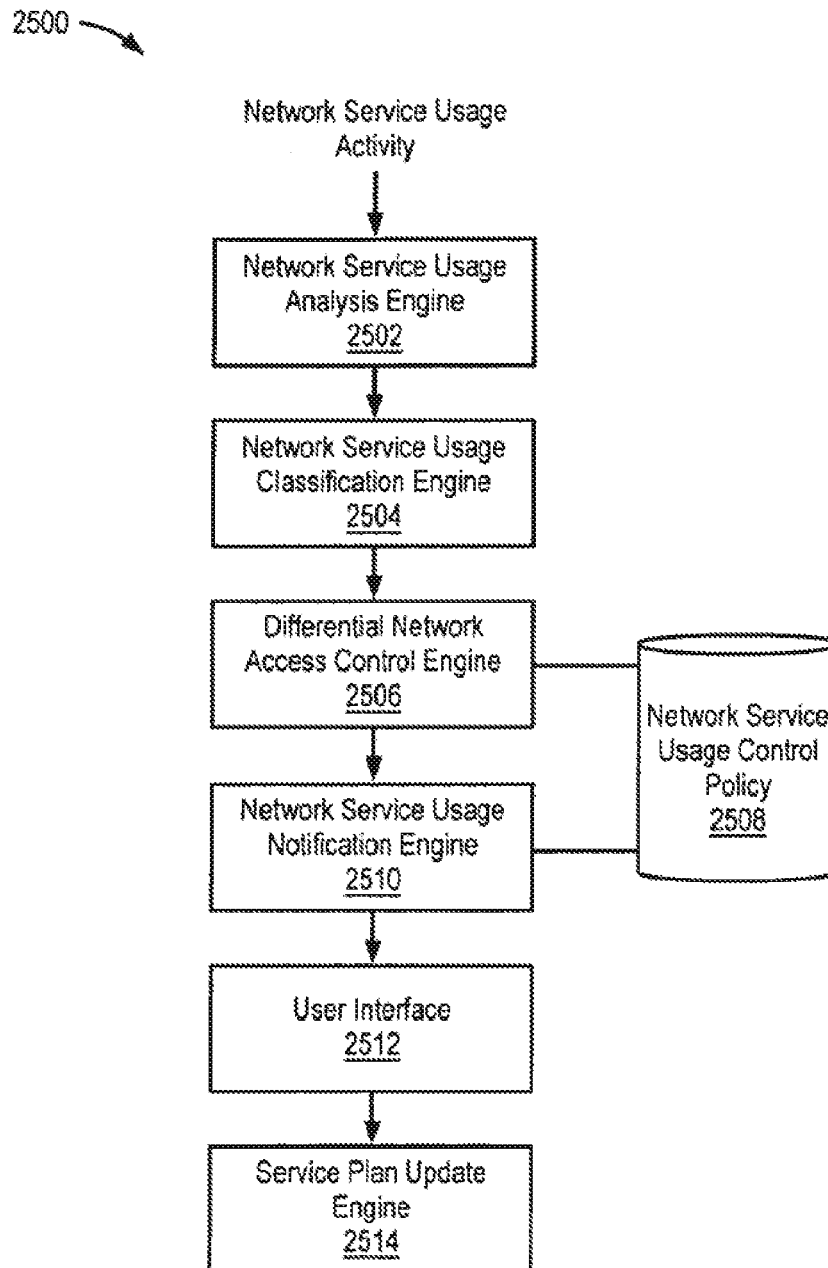 2500
Network Service Usage
Activity
Network Service Usage
Analysis Engine
2502
Network Service Usage
Classification Engine
2504
Differential Network
Access Control Engine
2506
Network Service
Usage Control
Policy
2508
Network Service Usage
Notification Engine
2510
User Interface
2512
Service Plan Update
Engine
2514